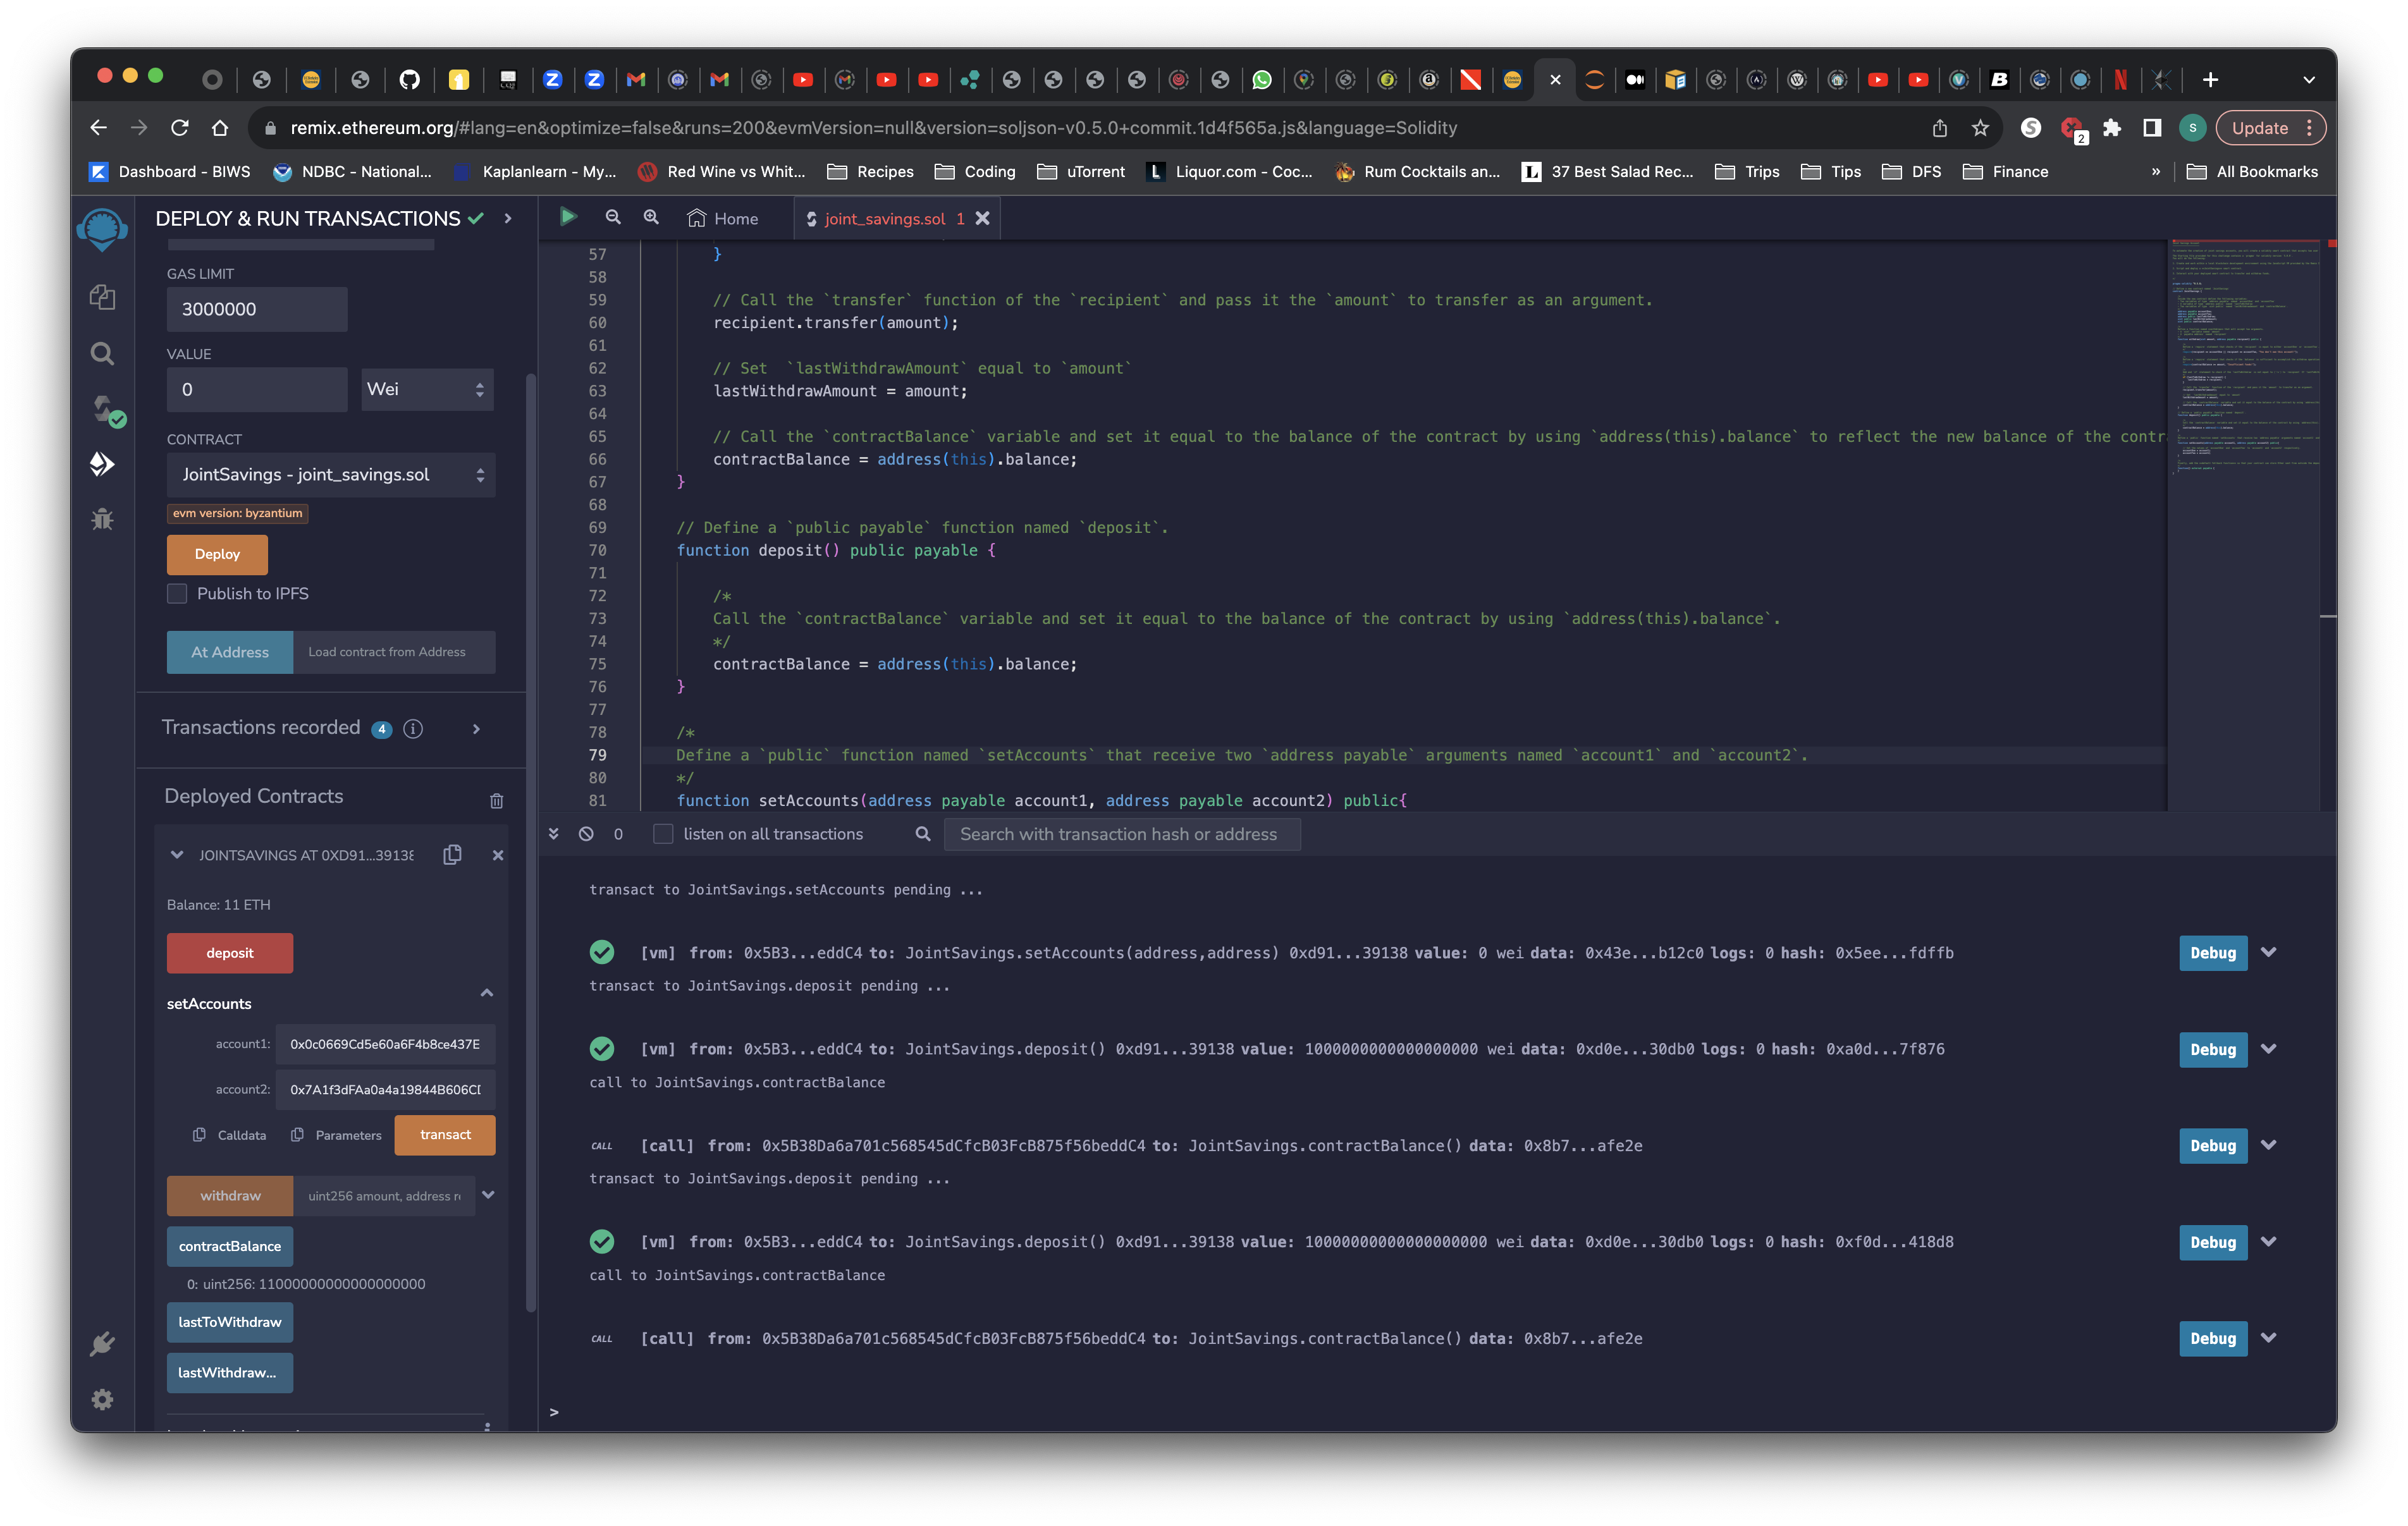 remix.ethereum.org/#lang=en&optimize=false&runs=200&evmVersion=null&version=soljson-v0.5.0+commit.1d4f565a.js&language=Solidity
2
S
Update
Dashboard - BIWS
NDBC - National...
Kaplanlearn - My...
Red Wine vs Whit...
Recipes
Coding
uTorrent
Liquor.com - Coc...
Rum Cocktails an...
37 Best Salad Rec...
Trips
Tips
DFS
Finance
»
All Bookmarks
DEPLOY & RUN TRANSACTIONS
GAS LIMIT
3000000
VALUE
0
Wei
CONTRACT
JointSavings - joint_savings.sol
evm version: byzantium
Deploy
Publish to IPFS
At Address
Load contract from Address
Transactions recorded 4 i
Deployed Contracts
JOINTSAVINGS AT 0XD91...39138
Balance: 11 ETH
deposit
setAccounts
account1: 0x0c0669Cd5e60a6F4b8ce437E
account2: 0x7A1f3dFAa0a4a19844B606CD
Calldata
Parameters
transact
withdraw
uint256 amount, address re
contractBalance
0: uint256: 11000000000000000000
lastToWithdraw
lastWithdraw...
Home
joint_savings.sol 1
57 }
58
59 // Call the `transfer` function of the `recipient` and pass it the `amount` to transfer as an argument.
60 recipient.transfer(amount);
61
62 // Set  `lastWithdrawAmount` equal to `amount`
63 lastWithdrawAmount = amount;
64
65 // Call the `contractBalance` variable and set it equal to the balance of the contract by using `address(this).balance` to reflect the new balance of the contr
66 contractBalance = address(this).balance;
67 }
68
69 // Define a `public payable` function named `deposit`.
70 function deposit() public payable {
71
72 /*
73 Call the `contractBalance` variable and set it equal to the balance of the contract by using `address(this).balance`.
74 */
75 contractBalance = address(this).balance;
76 }
77
78 /*
79 Define a `public` function named `setAccounts` that receive two `address payable` arguments named `account1` and `account2`.
80 */
81 function setAccounts(address payable account1, address payable account2) public{
0
listen on all transactions
Search with transaction hash or address
transact to JointSavings.setAccounts pending ...
[vm] from: 0x5B3...eddC4 to: JointSavings.setAccounts(address,address) 0xd91...39138 value: 0 wei data: 0x43e...b12c0 logs: 0 hash: 0x5ee...fdffb
Debug
transact to JointSavings.deposit pending ...
[vm] from: 0x5B3...eddC4 to: JointSavings.deposit() 0xd91...39138 value: 1000000000000000000 wei data: 0xd0e...30db0 logs: 0 hash: 0xa0d...7f876
Debug
call to JointSavings.contractBalance
CALL [call] from: 0x5B38Da6a701c568545dCfcB03FcB875f56beddC4 to: JointSavings.contractBalance() data: 0x8b7...afe2e
Debug
transact to JointSavings.deposit pending ...
[vm] from: 0x5B3...eddC4 to: JointSavings.deposit() 0xd91...39138 value: 10000000000000000000 wei data: 0xd0e...30db0 logs: 0 hash: 0xf0d...418d8
Debug
call to JointSavings.contractBalance
CALL [call] from: 0x5B38Da6a701c568545dCfcB03FcB875f56beddC4 to: JointSavings.contractBalance() data: 0x8b7...afe2e
Debug
>